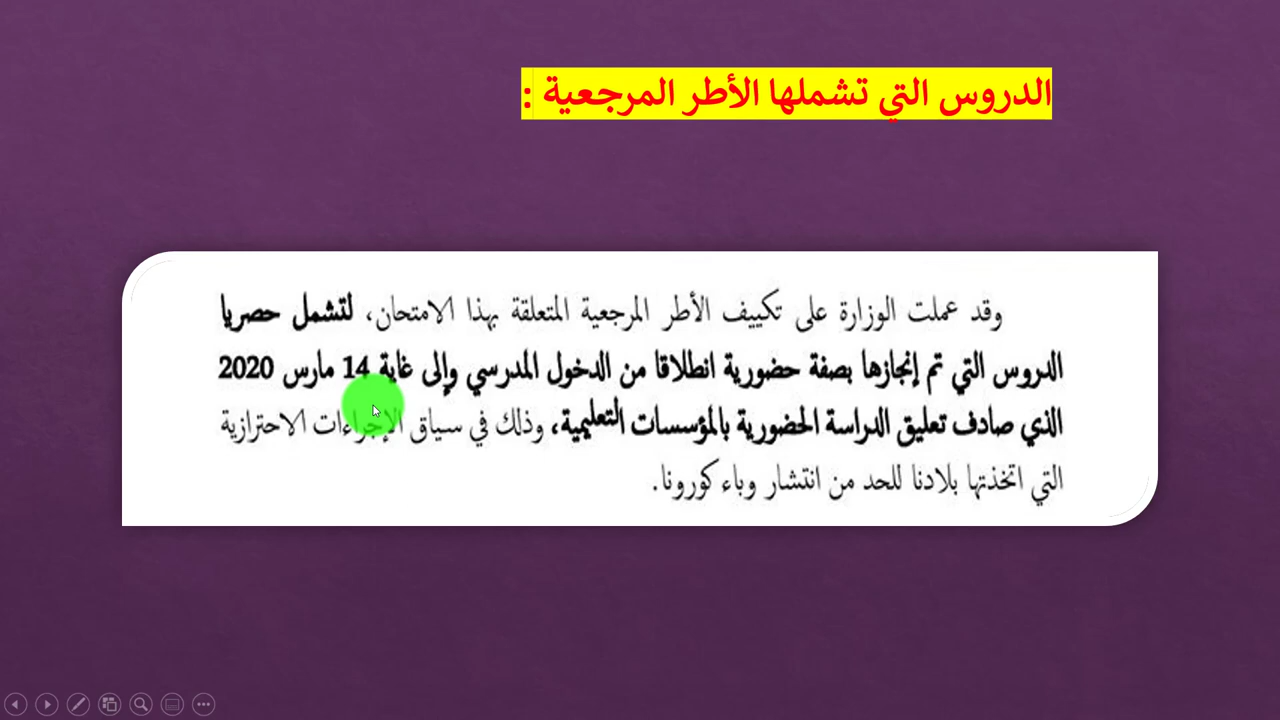 الدروس التي تشملها الأطر المرجعية :
وقد عملت الوزارة على تكييف الأطر المرجعية المتعلقة بهذا الامتحان، لتشمل حصريا
الدروس التي تم إنجازها بصفة حضورية انطلاقا من الدخول المدرسي وإلى غاية 14 مارس 2020
الذي صادف تعليق الدراسة الحضورية بالمؤسسات التعليمية، وذلك في سياق الإجراءات الاحترازية
التي اتخذتها بلادنا للحد من انتشار وباء كورونا.